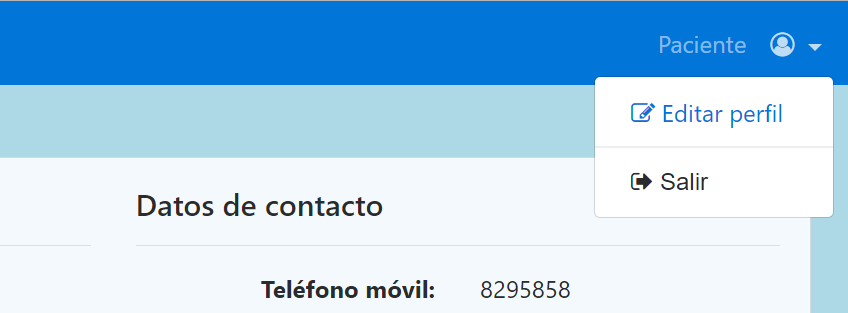 Paciente
Editar perfil
Salir
Datos de contacto
Teléfono móvil: 8295858